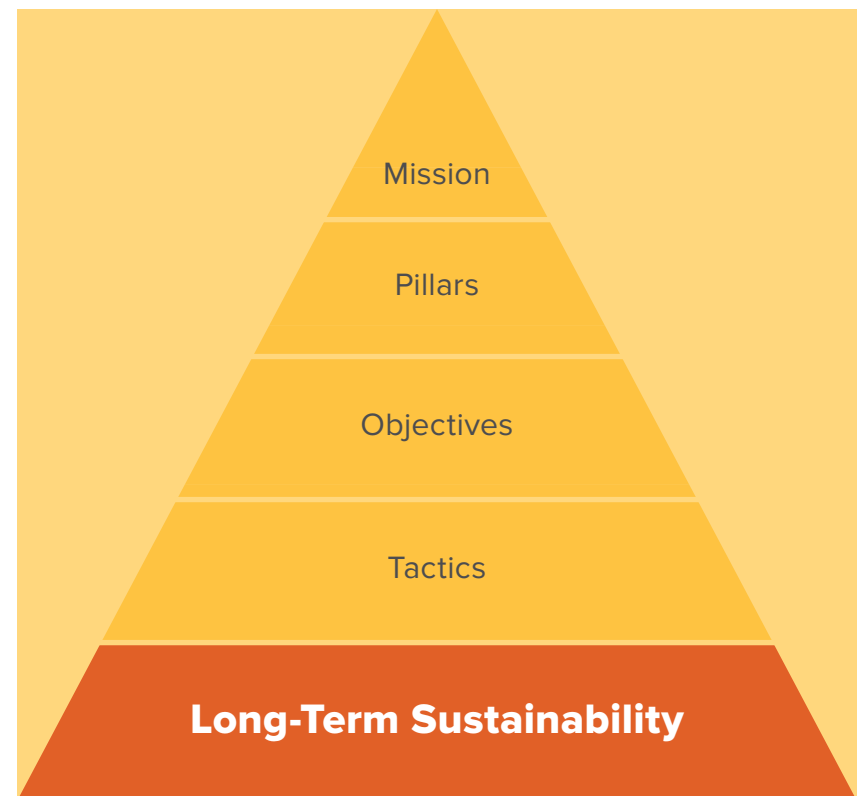 Mission
Pillars
Objectives
Tactics
Long-Term Sustainability